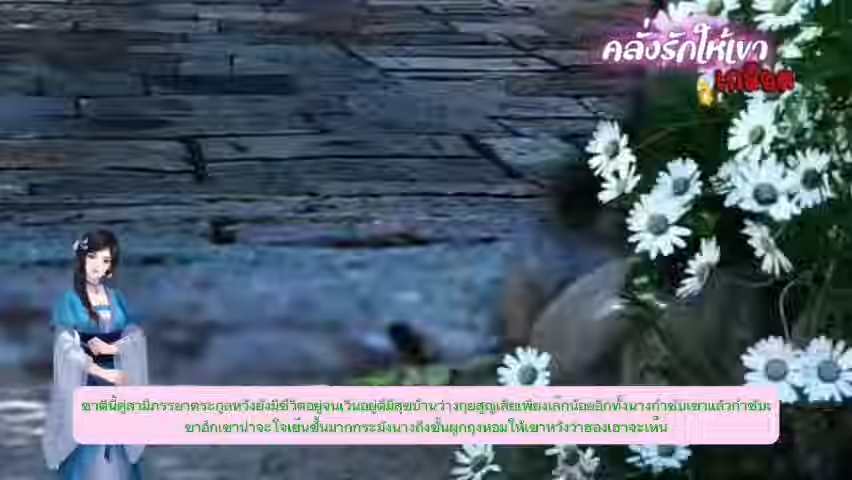 คลั่งรักให้เขา
ชาตินี้คู่สามีภรรยาตระกูลหวังยังมีชีวิตอยู่จนเว้นอยู่ดีมีสุขบ้านว่างกุยสูญเสียเพียงเล็กน้อยอีกทั้งนางกำชับเขาแล้วกำชับเ
ขาอีกเขาน่าจะใจเย็นขึ้นมากกระมังนางถึงขั้นผูกถุงหอมให้เขาหวังว่าฮองเฮาจะเห็น